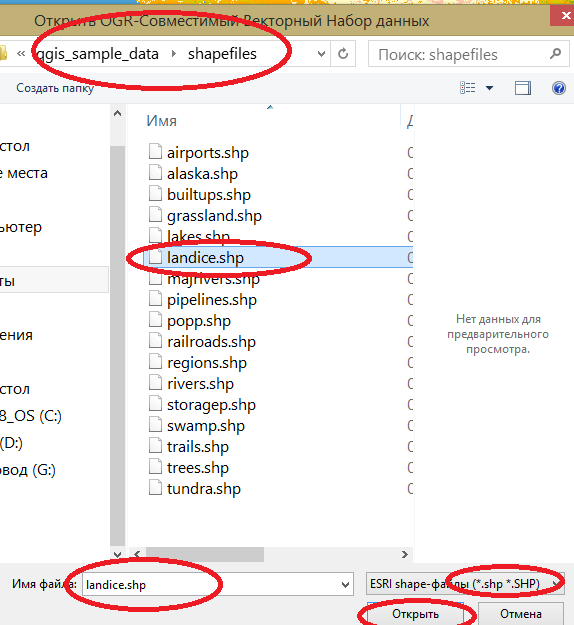 Открыть OGR-Совместимый Векторный Набор данных
« qgis_sample_data shapefiles
Поиск: shapefiles
Создать папку
стол
е места
ьютер
ты
ения
стол
8_OS (C:)
(D:)
овод (G:)
Имя
airports.shp
alaska.shp
builtups.shp
grassland.shp
lakes.shp
landice.shp
majrivers.shp
pipelines.shp
popp.shp
railroads.shp
regions.shp
rivers.shp
storagep.shp
swamp.shp
trails.shp
trees.shp
tundra.shp
Нет данных для
предварительного
просмотра.
Имя файла: landice.shp
ESRI shape-файлы (*.shp *.SHP)
Открыть Отмена